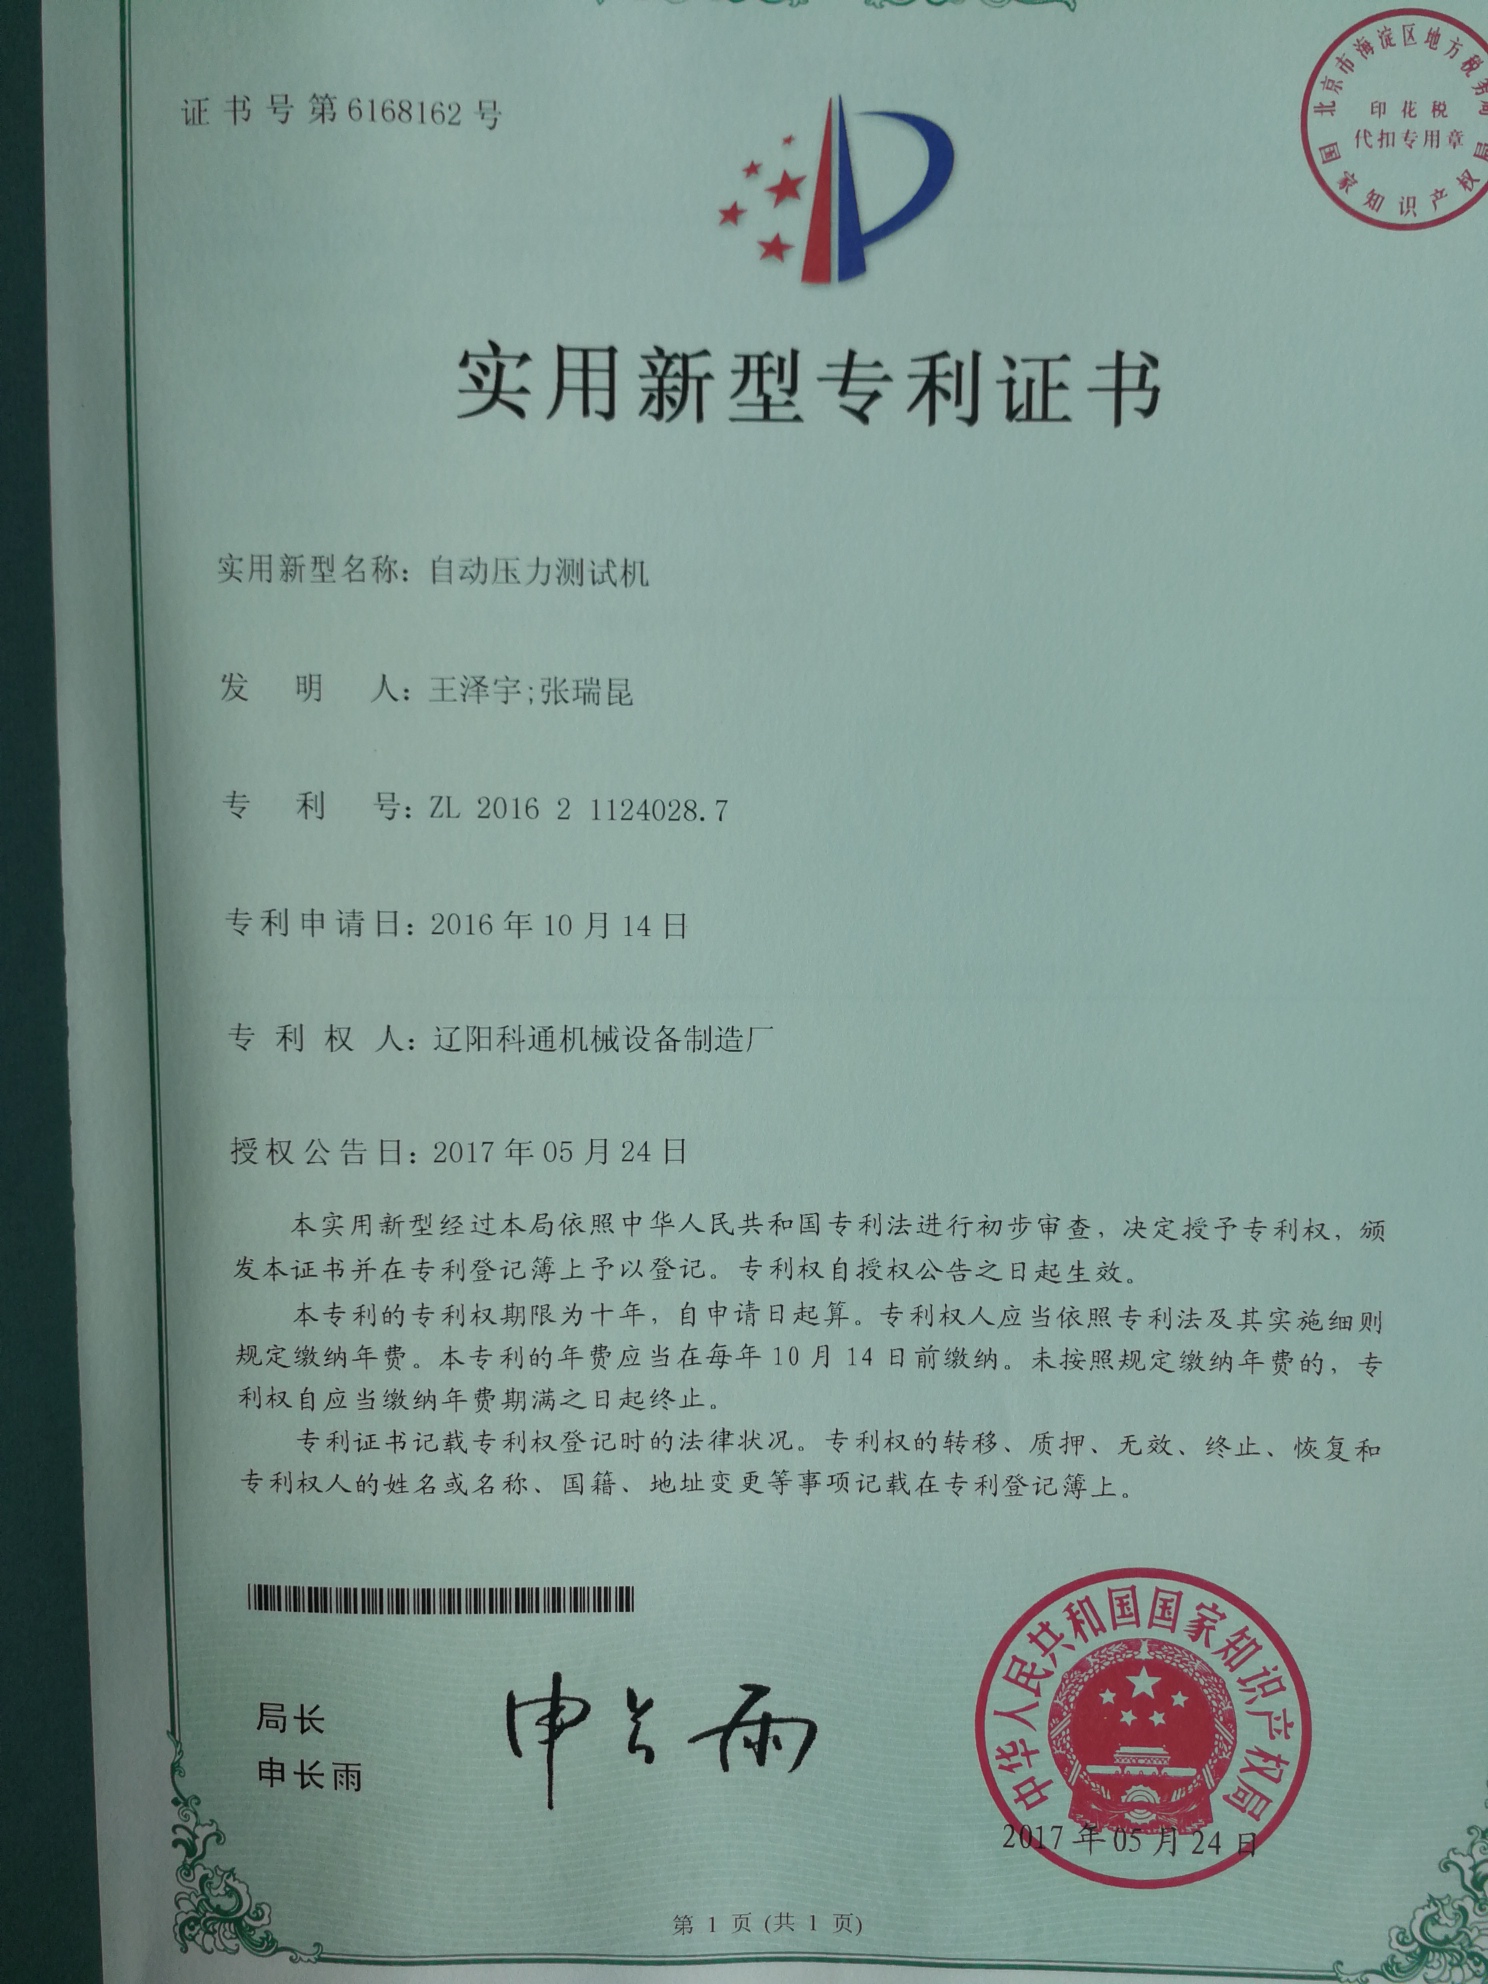 证书号第6168162号
北京市海淀区地方税务局
印花税
代扣专用章
国家知识产权局
实用新型专利证书
实用新型名称：自动压力测试机
发明人：王泽宇;张瑞昆
专利号：ZL 2016 2 1124028.7
专利申请日：2016年10月14日
专利权人：辽阳科通机械设备制造厂
授权公告日：2017年05月24日
本实用新型经过本局依照中华人民共和国专利法进行初步审查，决定授予专利权，颁
发本证书并在专利登记簿上予以登记。专利权自授权公告之日起生效。
本专利的专利权期限为十年，自申请日起算。专利权人应当依照专利法及其实施细则
规定缴纳年费。本专利的年费应当在每年10月14日前缴纳。未按照规定缴纳年费的，专
利权自应当缴纳年费期满之日起终止。
专利证书记载专利权登记时的法律状况。专利权的转移、质押、无效、终止、恢复和
专利权人的姓名或名称、国籍、地址变更等事项记载在专利登记簿上。
局长
申长雨
申长雨
中华人民共和国国家知识产权局
2017年05月24日
第 1 页 (共 1 页)